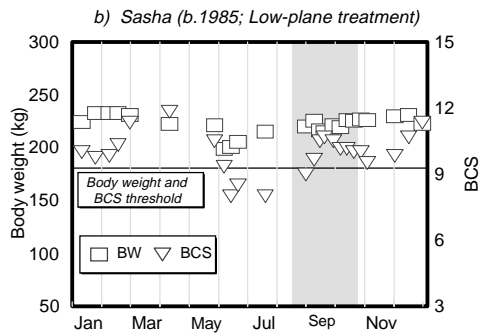 b) Sasha (b.1985; Low-plane treatment)
300
250
200
150
100
50
Body weight (kg)
15
12
9
6
3
BCS
Body weight and
BCS threshold
BW BCS
Jan Mar May Jul Sep Nov